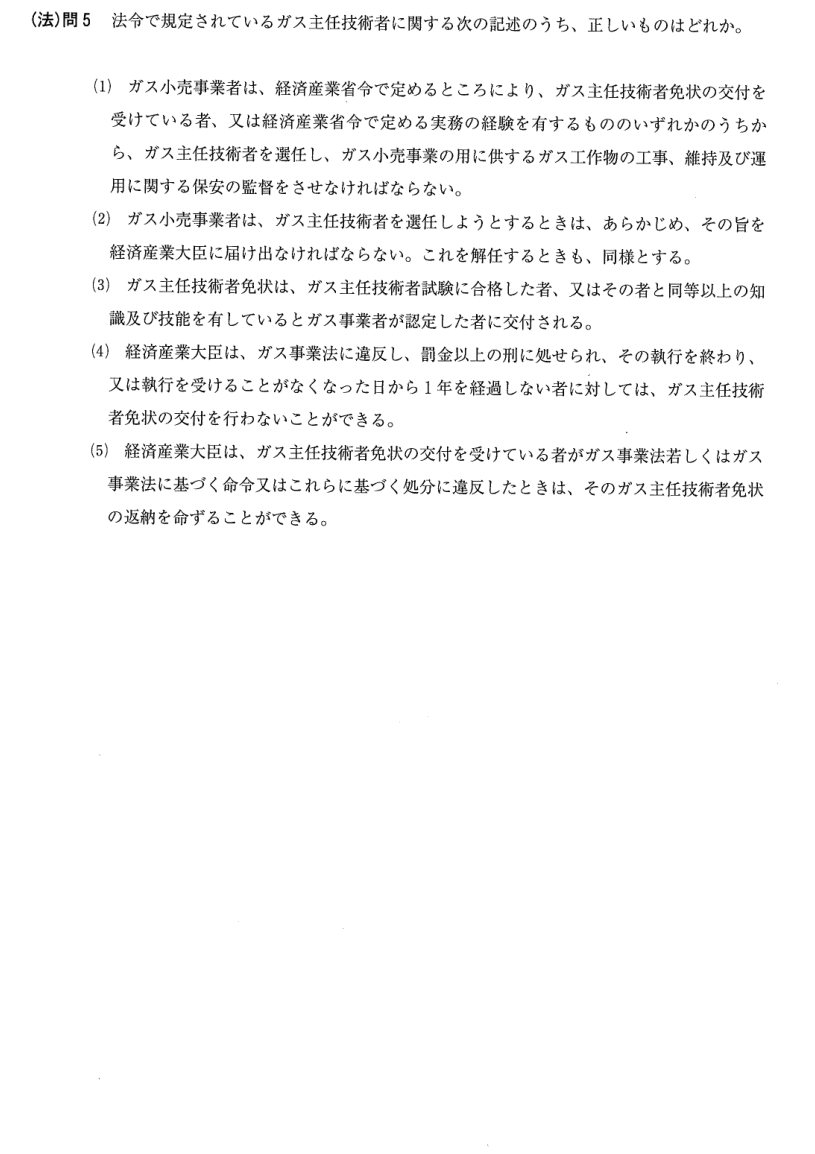 (法)問5 法令で規定されているガス主任技術者に関する次の記述のうち、正しいものはどれか。
(1) ガス小売事業者は、経済産業省令で定めるところにより、ガス主任技術者免状の交付を
受けている者、又は経済産業省令で定める実務の経験を有するもののいずれかのうちか
ら、ガス主任技術者を選任し、ガス小売事業の用に供するガス工作物の工事、維持及び運
用に関する保安の監督をさせなければならない。
(2) ガス小売事業者は、ガス主任技術者を選任しようとするときは、あらかじめ、その旨を
経済産業大臣に届け出なければならない。これを解任するときも、同様とする。
(3) ガス主任技術者免状は、ガス主任技術者試験に合格した者、又はその者と同等以上の知
識及び技能を有しているとガス事業者が認定した者に交付される。
(4) 経済産業大臣は、ガス事業法に違反し、罰金以上の刑に処せられ、その執行を終わり、
又は執行を受けることがなくなった日から1年を経過しない者に対しては、ガス主任技術
者免状の交付を行わないことができる。
(5) 経済産業大臣は、ガス主任技術者免状の交付を受けている者がガス事業法若しくはガス
事業法に基づく命令又はこれらに基づく処分に違反したときは、そのガス主任技術者免状
の返納を命ずることができる。